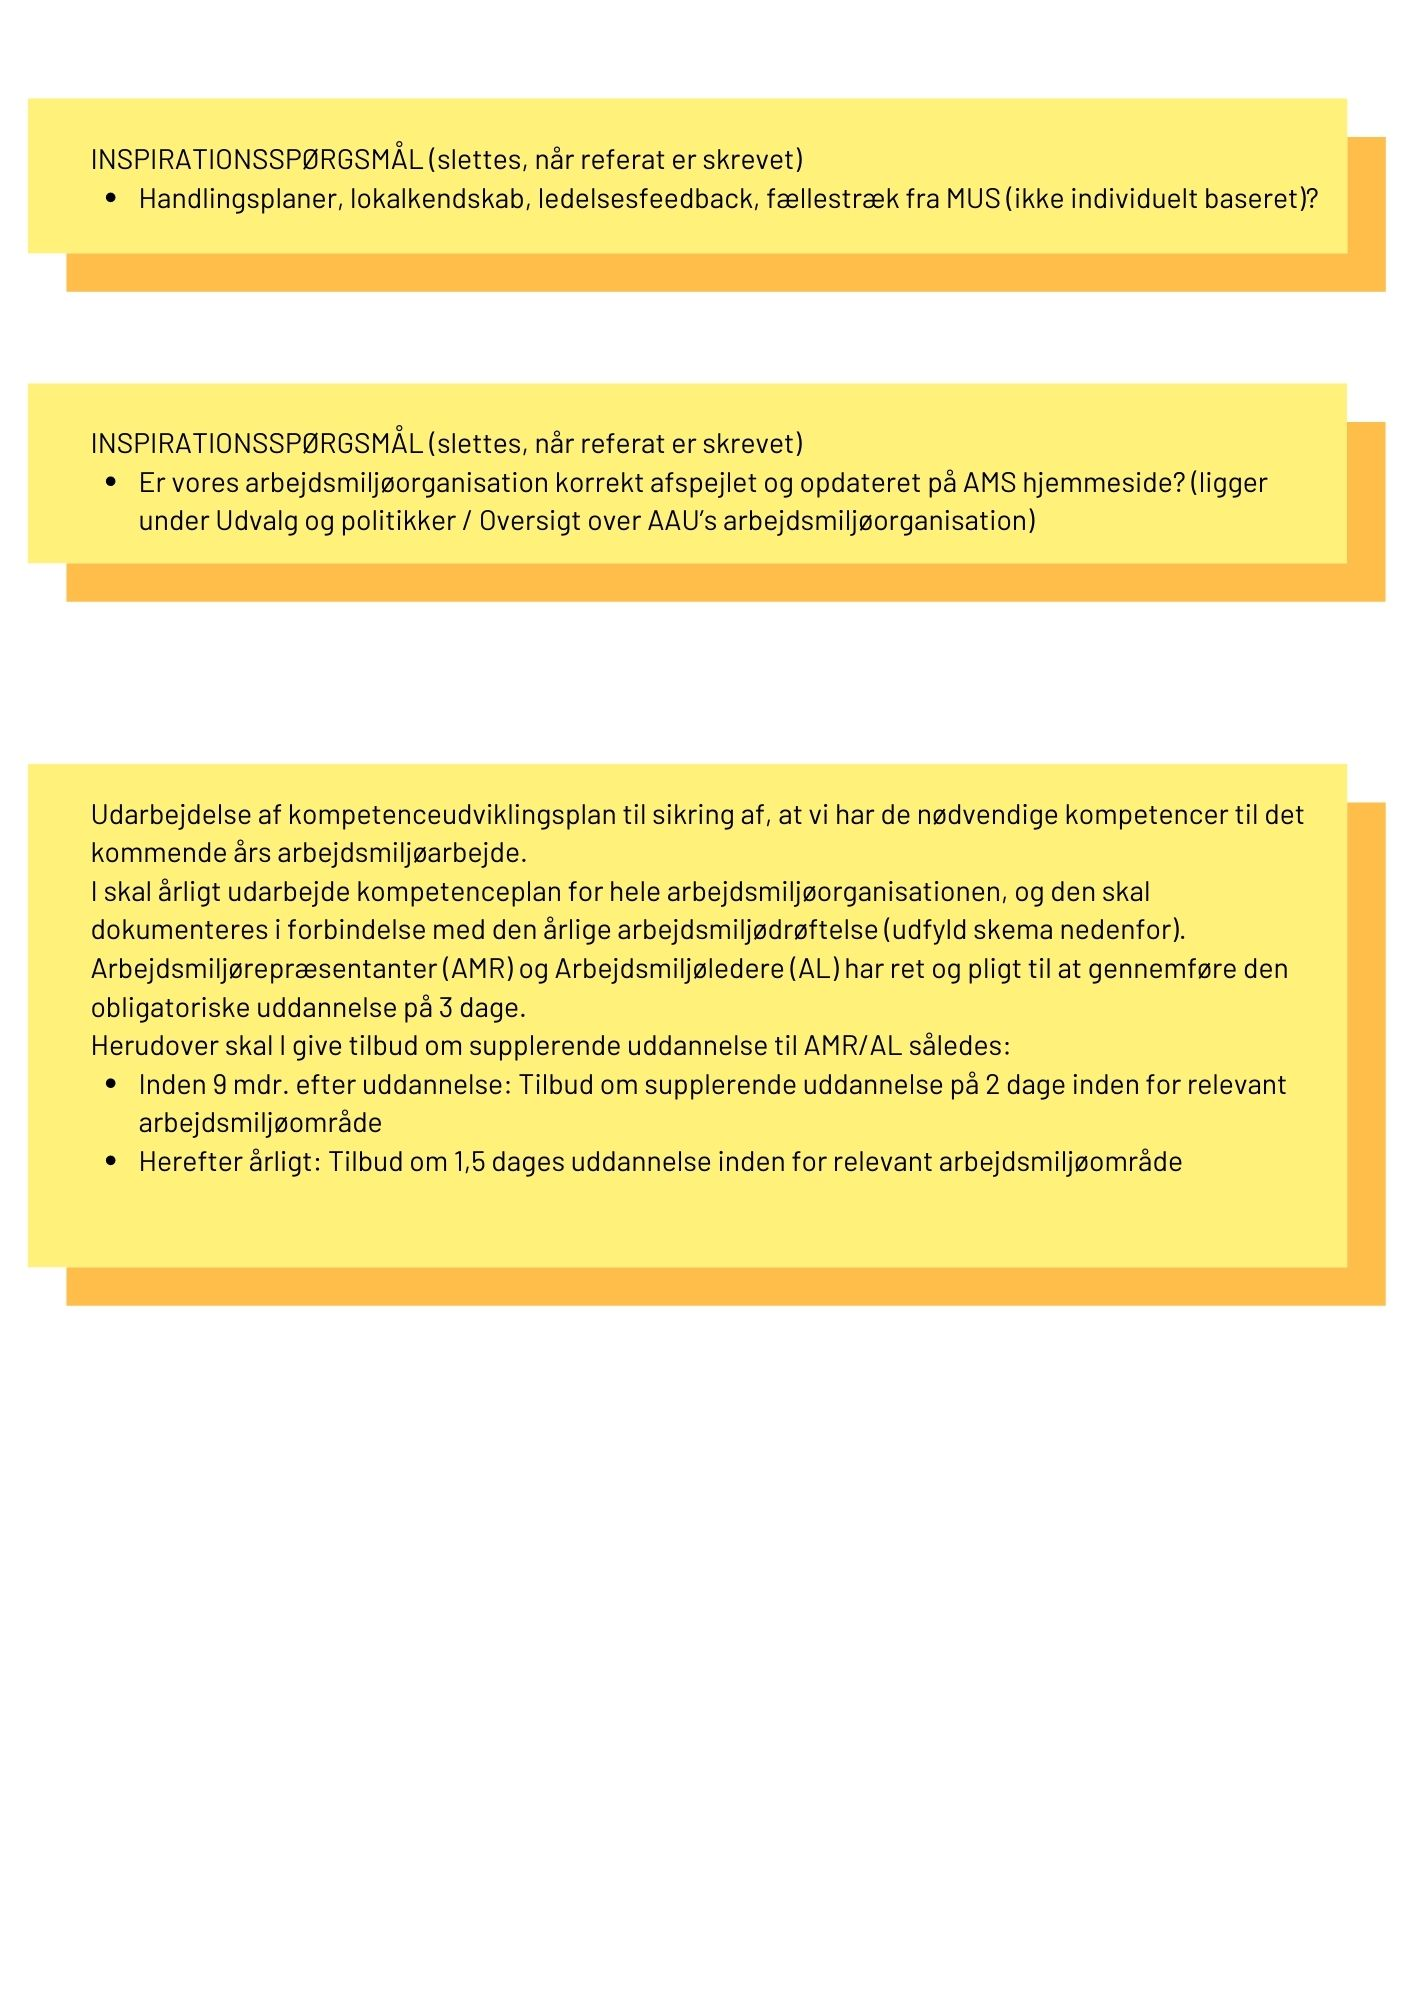 INSPIRATIONSSPØRGSMÅL (slettes, når referat er skrevet)
• Handlingsplaner, lokalkendskab, ledelsesfeedback, fællestræk fra MUS (ikke individuelt baseret)?
INSPIRATIONSSPØRGSMÅL (slettes, når referat er skrevet)
• Er vores arbejdsmiljøorganisation korrekt afspejlet og opdateret på AMS hjemmeside? (ligger
under Udvalg og politikker / Oversigt over AAU’s arbejdsmiljøorganisation)
Udarbejdelse af kompetenceudviklingsplan til sikring af, at vi har de nødvendige kompetencer til det
kommende års arbejdsmiljøarbejde.
I skal årligt udarbejde kompetenceplan for hele arbejdsmiljøorganisationen, og den skal
dokumenteres i forbindelse med den årlige arbejdsmiljødrøftelse (udfyld skema nedenfor).
Arbejdsmiljørepræsentanter (AMR) og Arbejdsmiljøledere (AL) har ret og pligt til at gennemføre den
obligatoriske uddannelse på 3 dage.
Herudover skal I give tilbud om supplerende uddannelse til AMR/AL således:
• Inden 9 mdr. efter uddannelse: Tilbud om supplerende uddannelse på 2 dage inden for relevant
arbejdsmiljøområde
• Herefter årligt: Tilbud om 1,5 dages uddannelse inden for relevant arbejdsmiljøområde